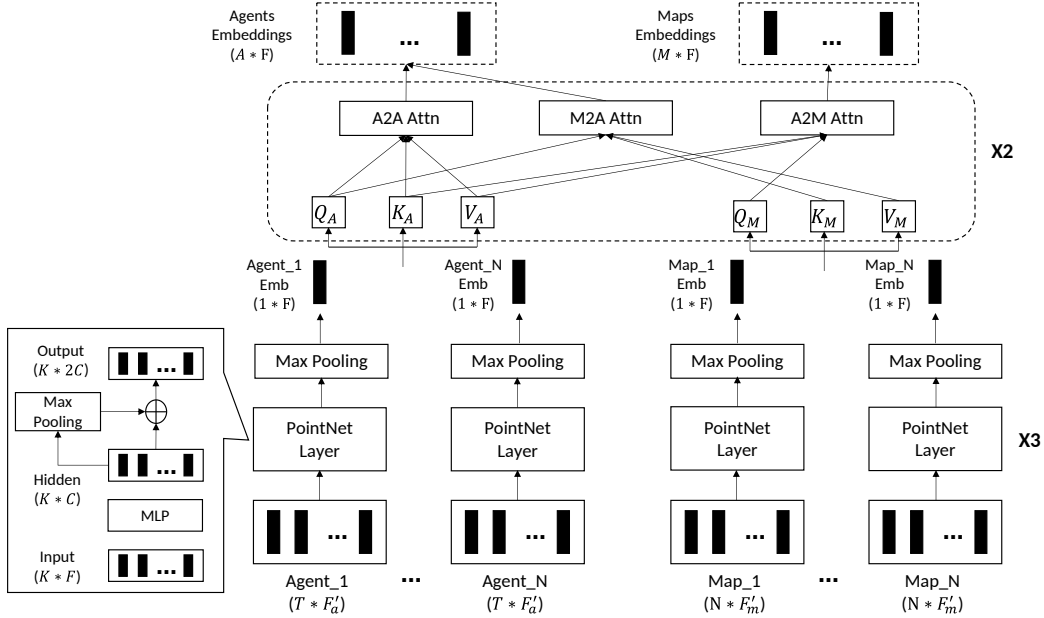 Agents
Embeddings
(A * F)
...
Maps
Embeddings
(M * F)
...
A2A Attn
M2A Attn
A2M Attn
X2
Q_A
K_A
V_A
Q_M
K_M
V_M
Agent_1
Emb
(1 * F)
Agent_N
Emb
(1 * F)
Map_1
Emb
(1 * F)
Map_N
Emb
(1 * F)
Output
(K * 2C)
...
Max
Pooling
Hidden
(K * C)
...
MLP
Input
(K * F)
...
Max Pooling
Max Pooling
Max Pooling
Max Pooling
PointNet
Layer
PointNet
Layer
PointNet
Layer
PointNet
Layer
X3
...
...
...
...
Agent_1
(T * F'_a)
...
Agent_N
(T * F'_a)
Map_1
(N * F'_m)
...
Map_N
(N * F'_m)